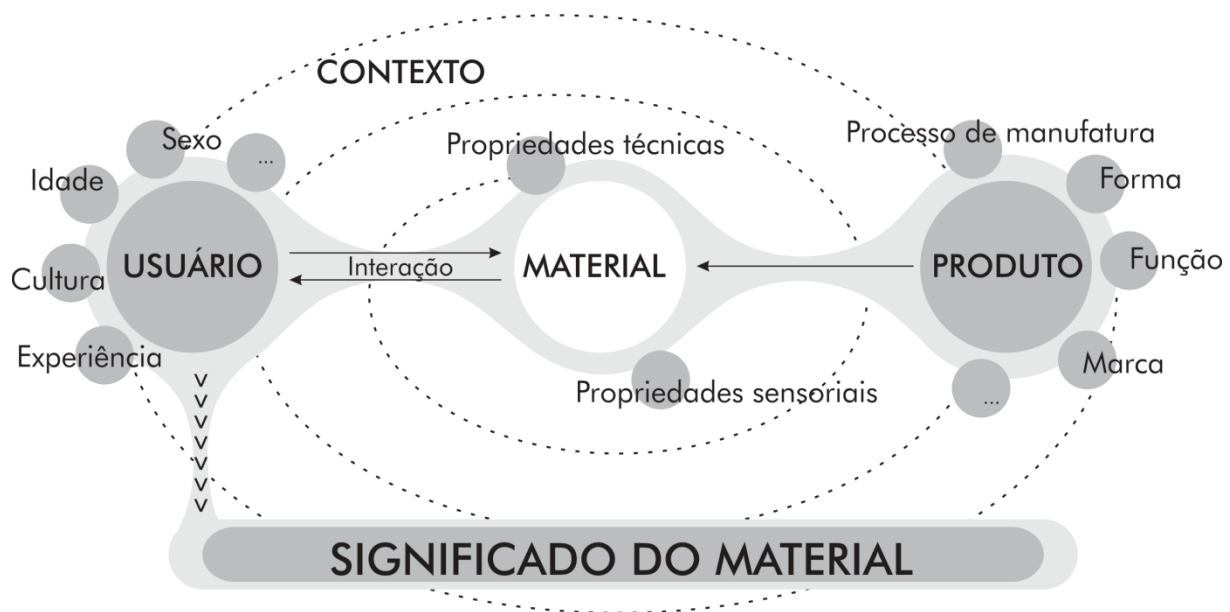 CONTEXTO
Sexo
...
Idade
USUÁRIO
Cultura
Experiência
Interação
Propriedades técnicas
MATERIAL
Propriedades sensoriais
Processo de manufatura
Forma
PRODUTO
Função
Marca
...
SIGNIFICADO DO MATERIAL